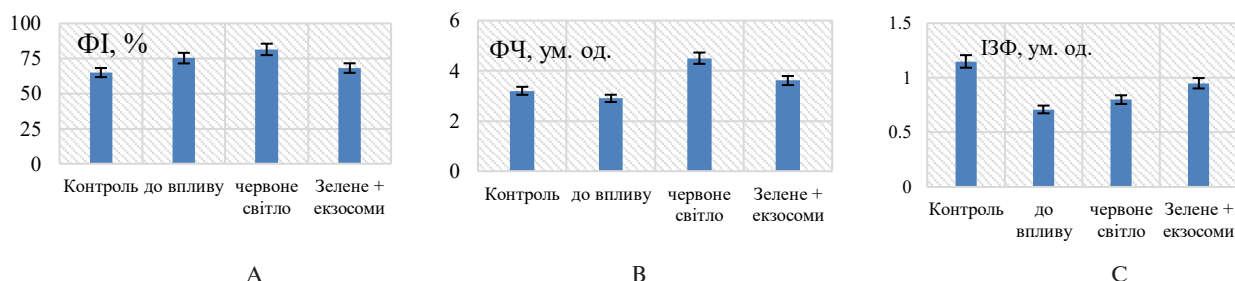 ФІ, %
100
75
50
25
0
Контроль до впливу червоне світло Зелене + екзосоми
А
ФЧ, ум. од.
6
4
2
0
Контроль до впливу червоне світло Зелене + екзосоми
В
ІЗФ, ум. од.
1.5
1
0.5
0
Контроль до впливу червоне світло Зелене + екзосоми
С